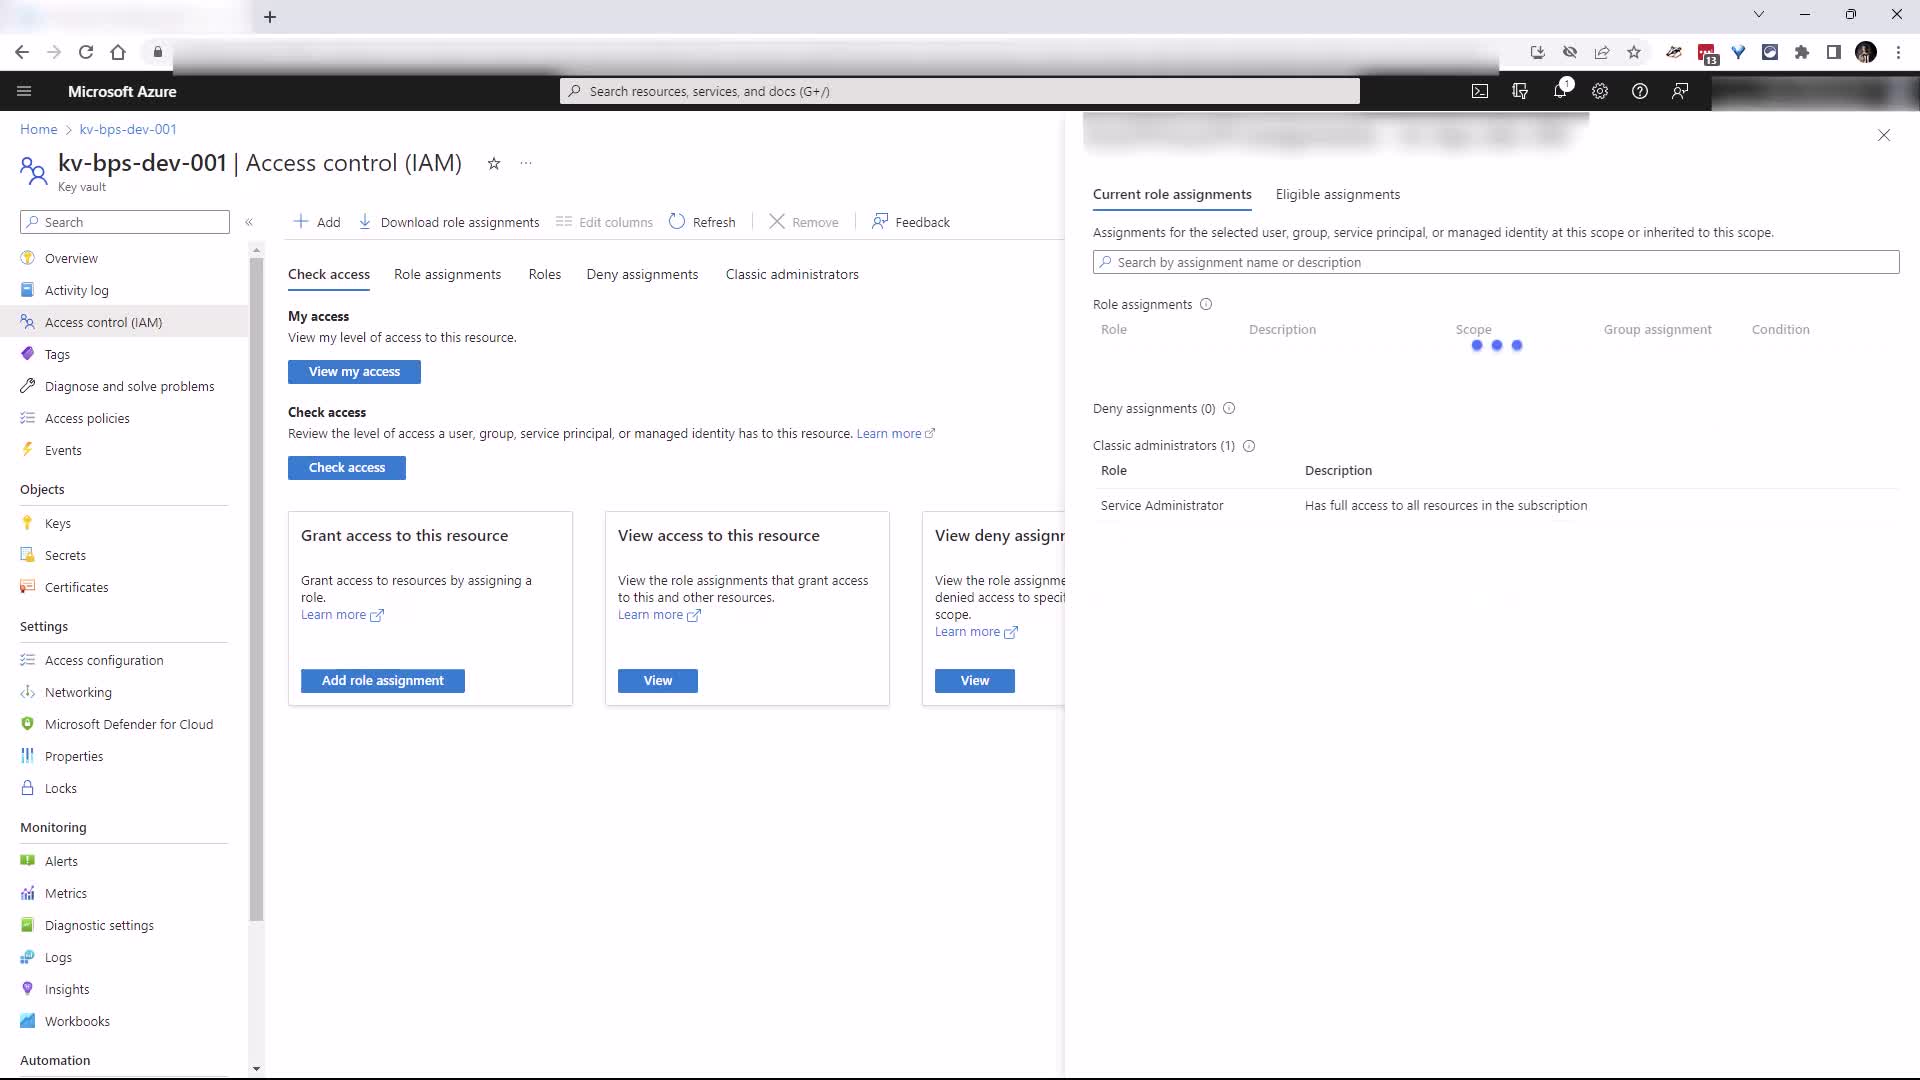 13
Microsoft Azure
Search resources, services, and docs (G+/)
1
Home > kv-bps-dev-001
kv-bps-dev-001 | Access control (IAM)
Key vault
Search
Overview
Activity log
Access control (IAM)
Tags
Diagnose and solve problems
Access policies
Events
Objects
Keys
Secrets
Certificates
Settings
Access configuration
Networking
Microsoft Defender for Cloud
Properties
Locks
Monitoring
Alerts
Metrics
Diagnostic settings
Logs
Insights
Workbooks
Automation
Add Download role assignments Edit columns Refresh Remove Feedback
Check access Role assignments Roles Deny assignments Classic administrators
My access
View my level of access to this resource.
View my access
Check access
Review the level of access a user, group, service principal, or managed identity has to this resource. Learn more
Check access
Grant access to this resource
Grant access to resources by assigning a
role.
Learn more
Add role assignment
View access to this resource
View the role assignments that grant access
to this and other resources.
Learn more
View
View deny assignr
View the role assignme
denied access to specif
scope.
Learn more
View
Current role assignments Eligible assignments
Assignments for the selected user, group, service principal, or managed identity at this scope or inherited to this scope.
Search by assignment name or description
Role assignments
Role Description Scope Group assignment Condition
Deny assignments (0)
Classic administrators (1)
Role Description
Service Administrator Has full access to all resources in the subscription